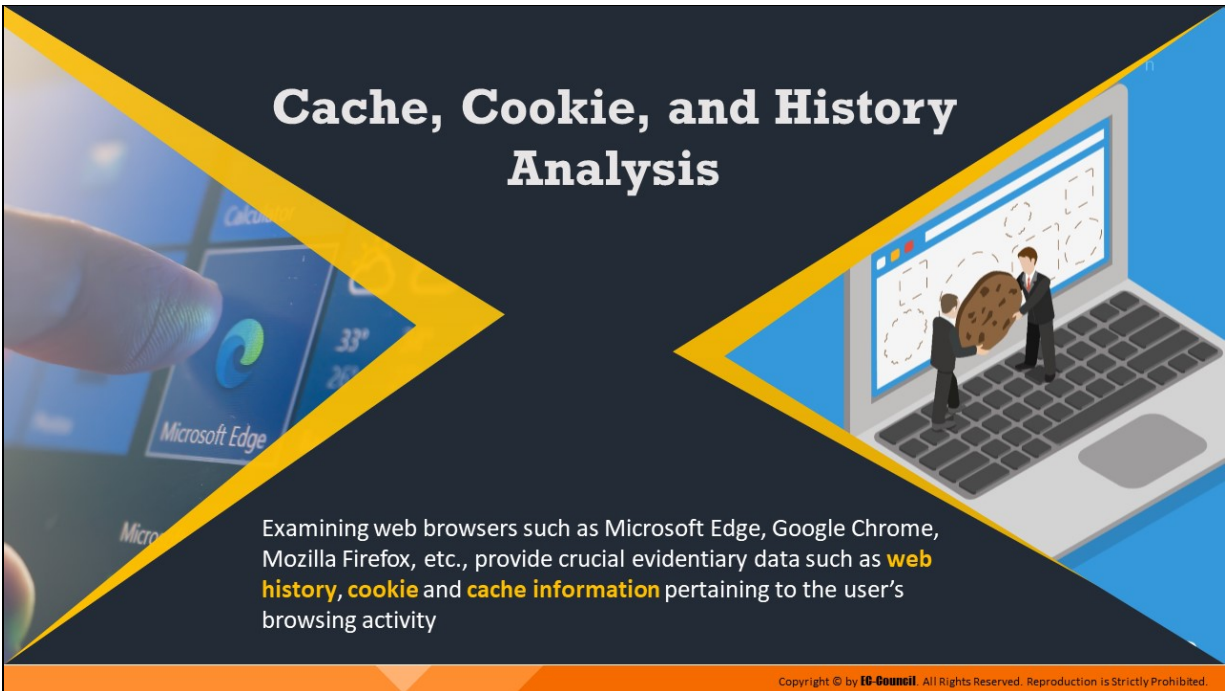 Cache, Cookie, and History
Analysis
Calculator
33°
26°
Microsoft Edge
Micro
Examining web browsers such as Microsoft Edge, Google Chrome,
Mozilla Firefox, etc., provide crucial evidentiary data such as web
history, cookie and cache information pertaining to the user's
browsing activity
Copyright © by EC-Council. All Rights Reserved. Reproduction is Strictly Prohibited.